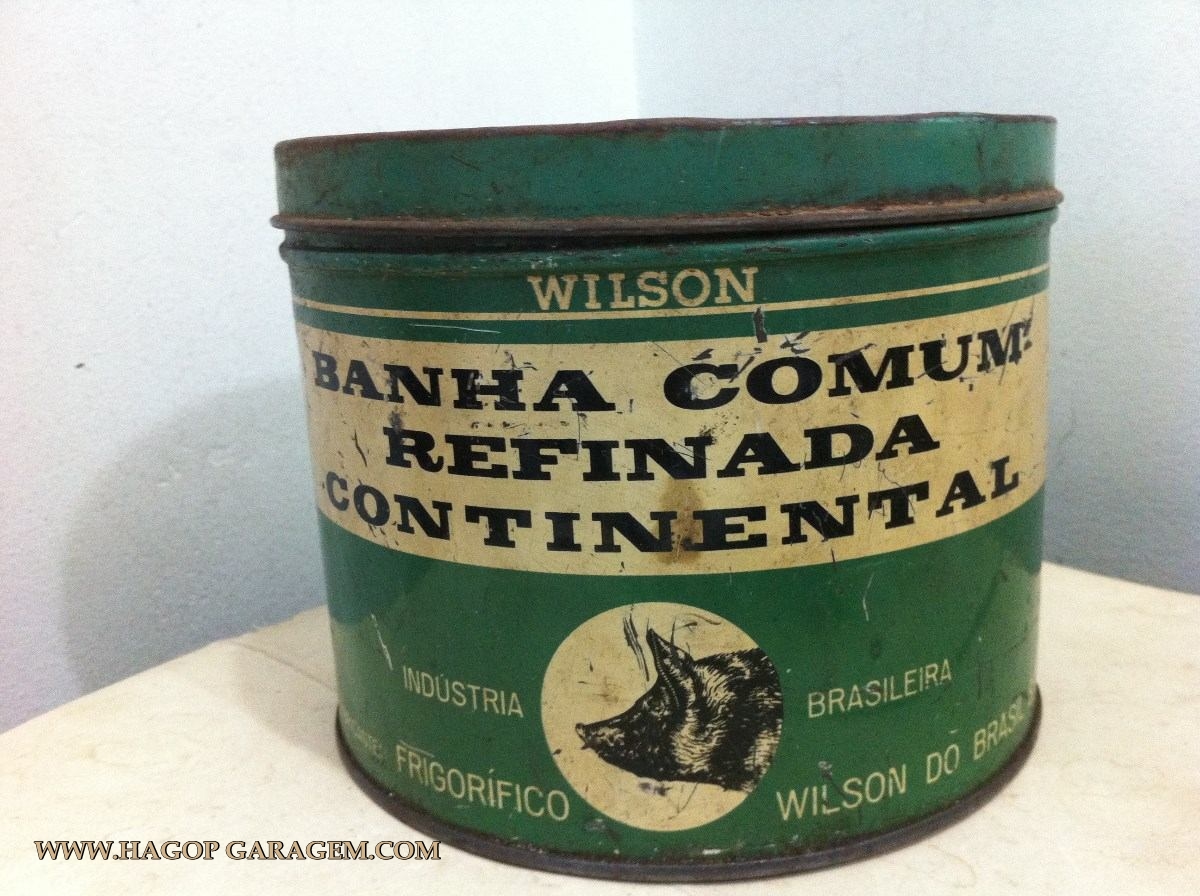 WILSON
BANHA COMUM
REFINADA
CONTINENTAL
INDÚSTRIA BRASILEIRA
FRIGORÍFICO WILSON DO BRASIL
WWW.HAGOP GARAGEM.COM